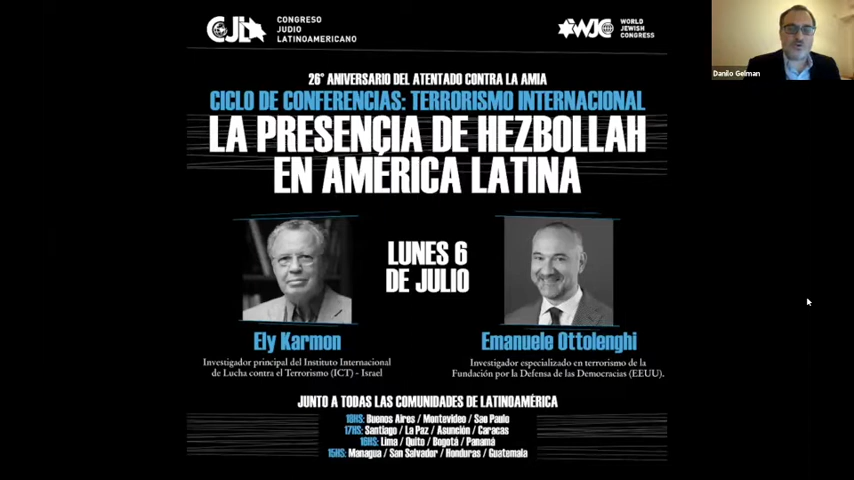 CJL
CONGRESO
JUDIO
LATINOAMERICANO
WJC
WORLD
JEWISH
CONGRESS
Danilo Gelman
26° ANIVERSARIO DEL ATENTADO CONTRA LA AMIA
CICLO DE CONFERENCIAS: TERRORISMO INTERNACIONAL
LA PRESENCIA DE HEZBOLLAH
EN AMÉRICA LATINA
LUNES 6
DE JULIO
Ely Karmon
Investigador principal del Instituto Internacional
de Lucha contra el Terrorismo (ICT) - Israel
Emanuele Ottolenghi
Investigador especializado en terrorismo de la
Fundación por la Defensa de las Democracias (EEUU).
JUNTO A TODAS LAS COMUNIDADES DE LATINOAMÉRICA
18HS: Buenos Aires / Montevideo / Sao Paulo
17HS: Santiago / La Paz / Asunción / Caracas
16HS: Lima / Quito / Bogotá / Panamá
15HS: Managua / San Salvador / Honduras / Guatemala